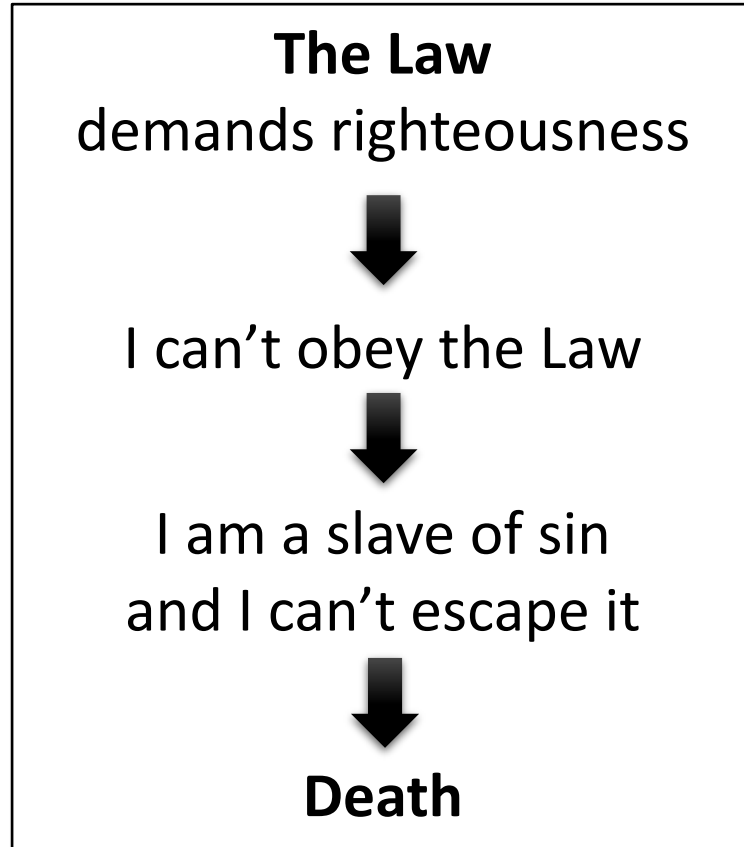 The Law
demands righteousness
I can’t obey the Law
I am a slave of sin
and I can’t escape it
Death